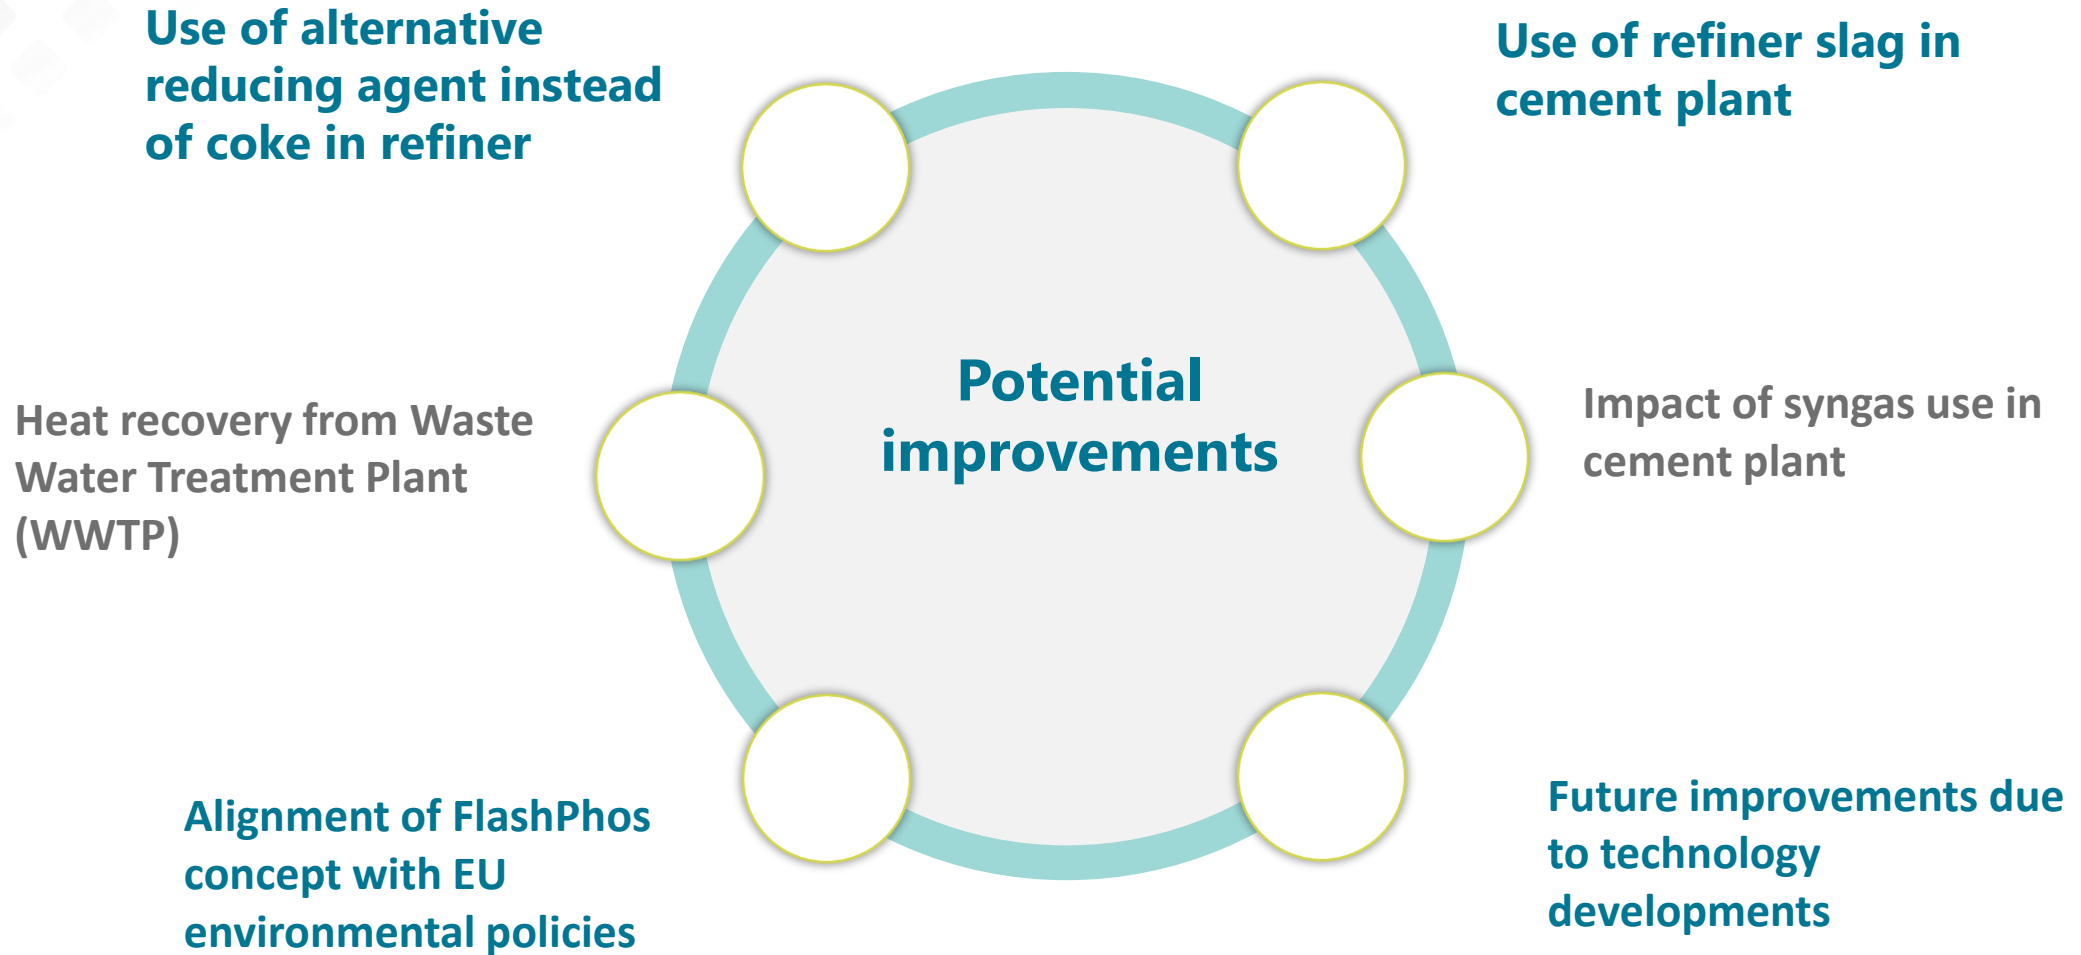 Use of alternative
reducing agent instead
of coke in refiner
Use of refiner slag in
cement plant
Potential
improvements
Heat recovery from Waste
Water Treatment Plant
(WWTP)
Impact of syngas use in
cement plant
Alignment of FlashPhos
concept with EU
environmental policies
Future improvements due
to technology
developments